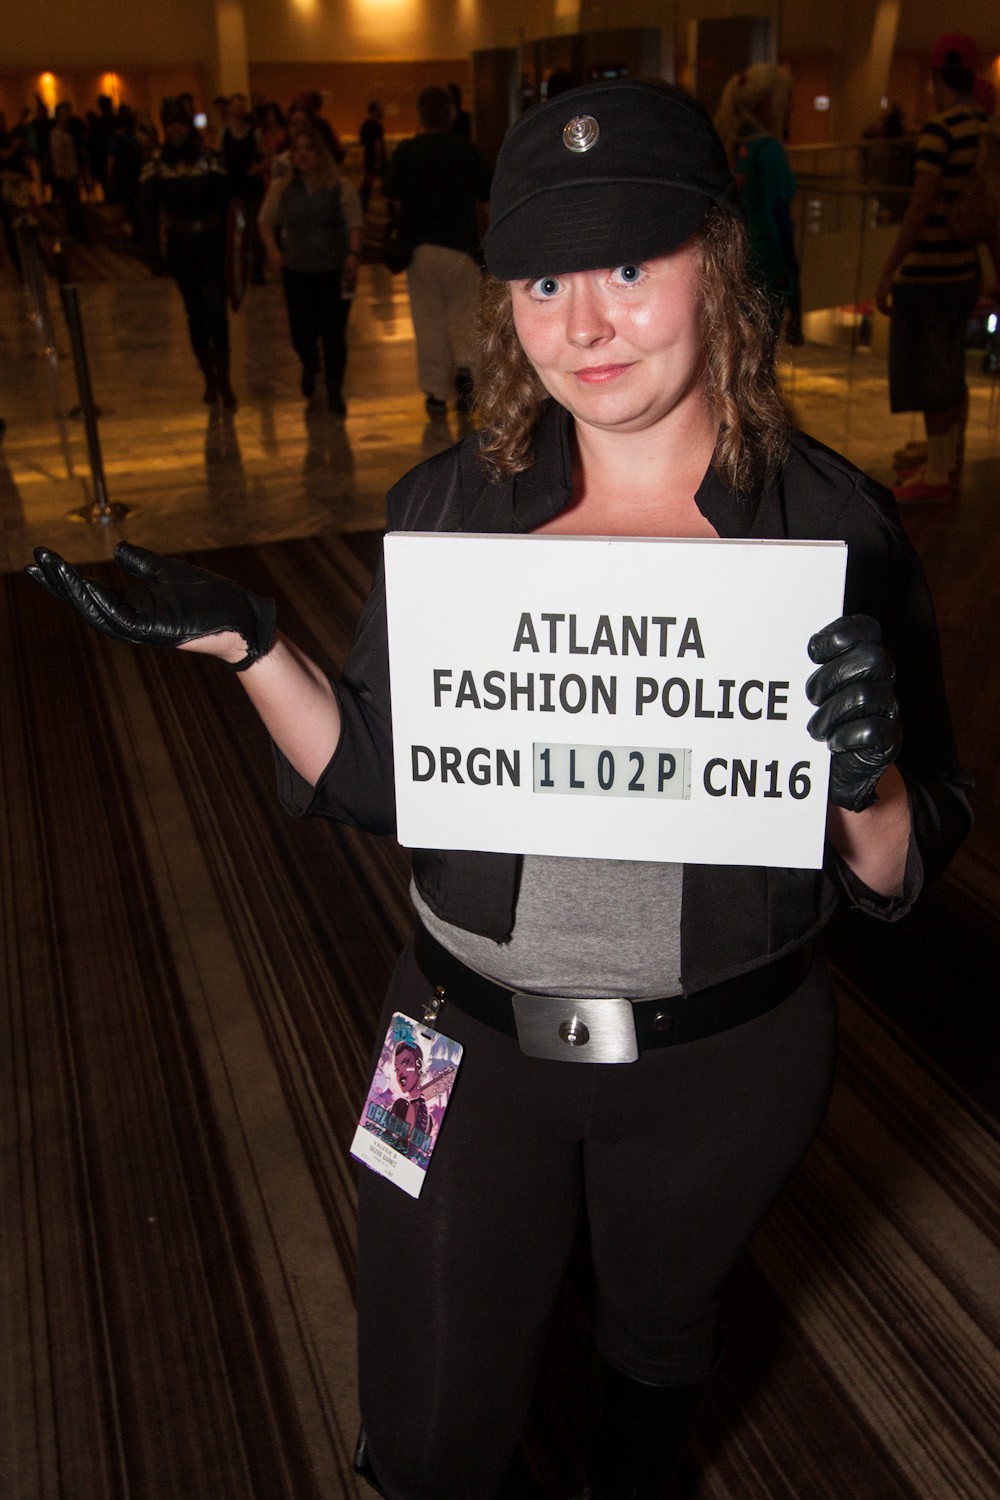 ATLANTA
FASHION POLICE
DRGN 1L02P CN16